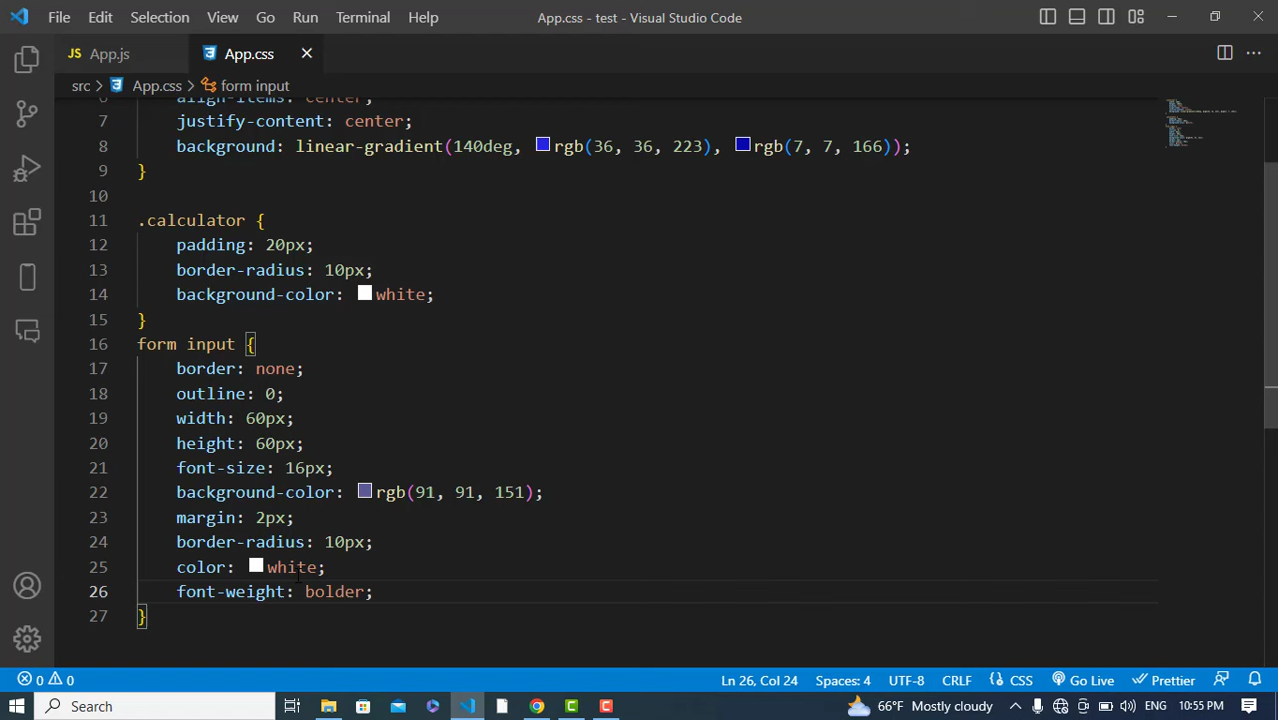 File Edit Selection View Go Run Terminal Help App.css - test - Visual Studio Code
JS App.js App.css
src > App.css > form input
6 align-items: center;
7 justify-content: center;
8 background: linear-gradient(140deg, rgb(36, 36, 223), rgb(7, 7, 166));
9 }
10
11 .calculator {
12 padding: 20px;
13 border-radius: 10px;
14 background-color: white;
15 }
16 form input {
17 border: none;
18 outline: 0;
19 width: 60px;
20 height: 60px;
21 font-size: 16px;
22 background-color: rgb(91, 91, 151);
23 margin: 2px;
24 border-radius: 10px;
25 color: white;
26 font-weight: bolder;
27 }
0 0 Ln 26, Col 24 Spaces: 4 UTF-8 CRLF {} CSS Go Live Prettier
Search 66°F Mostly cloudy ENG 10:55 PM